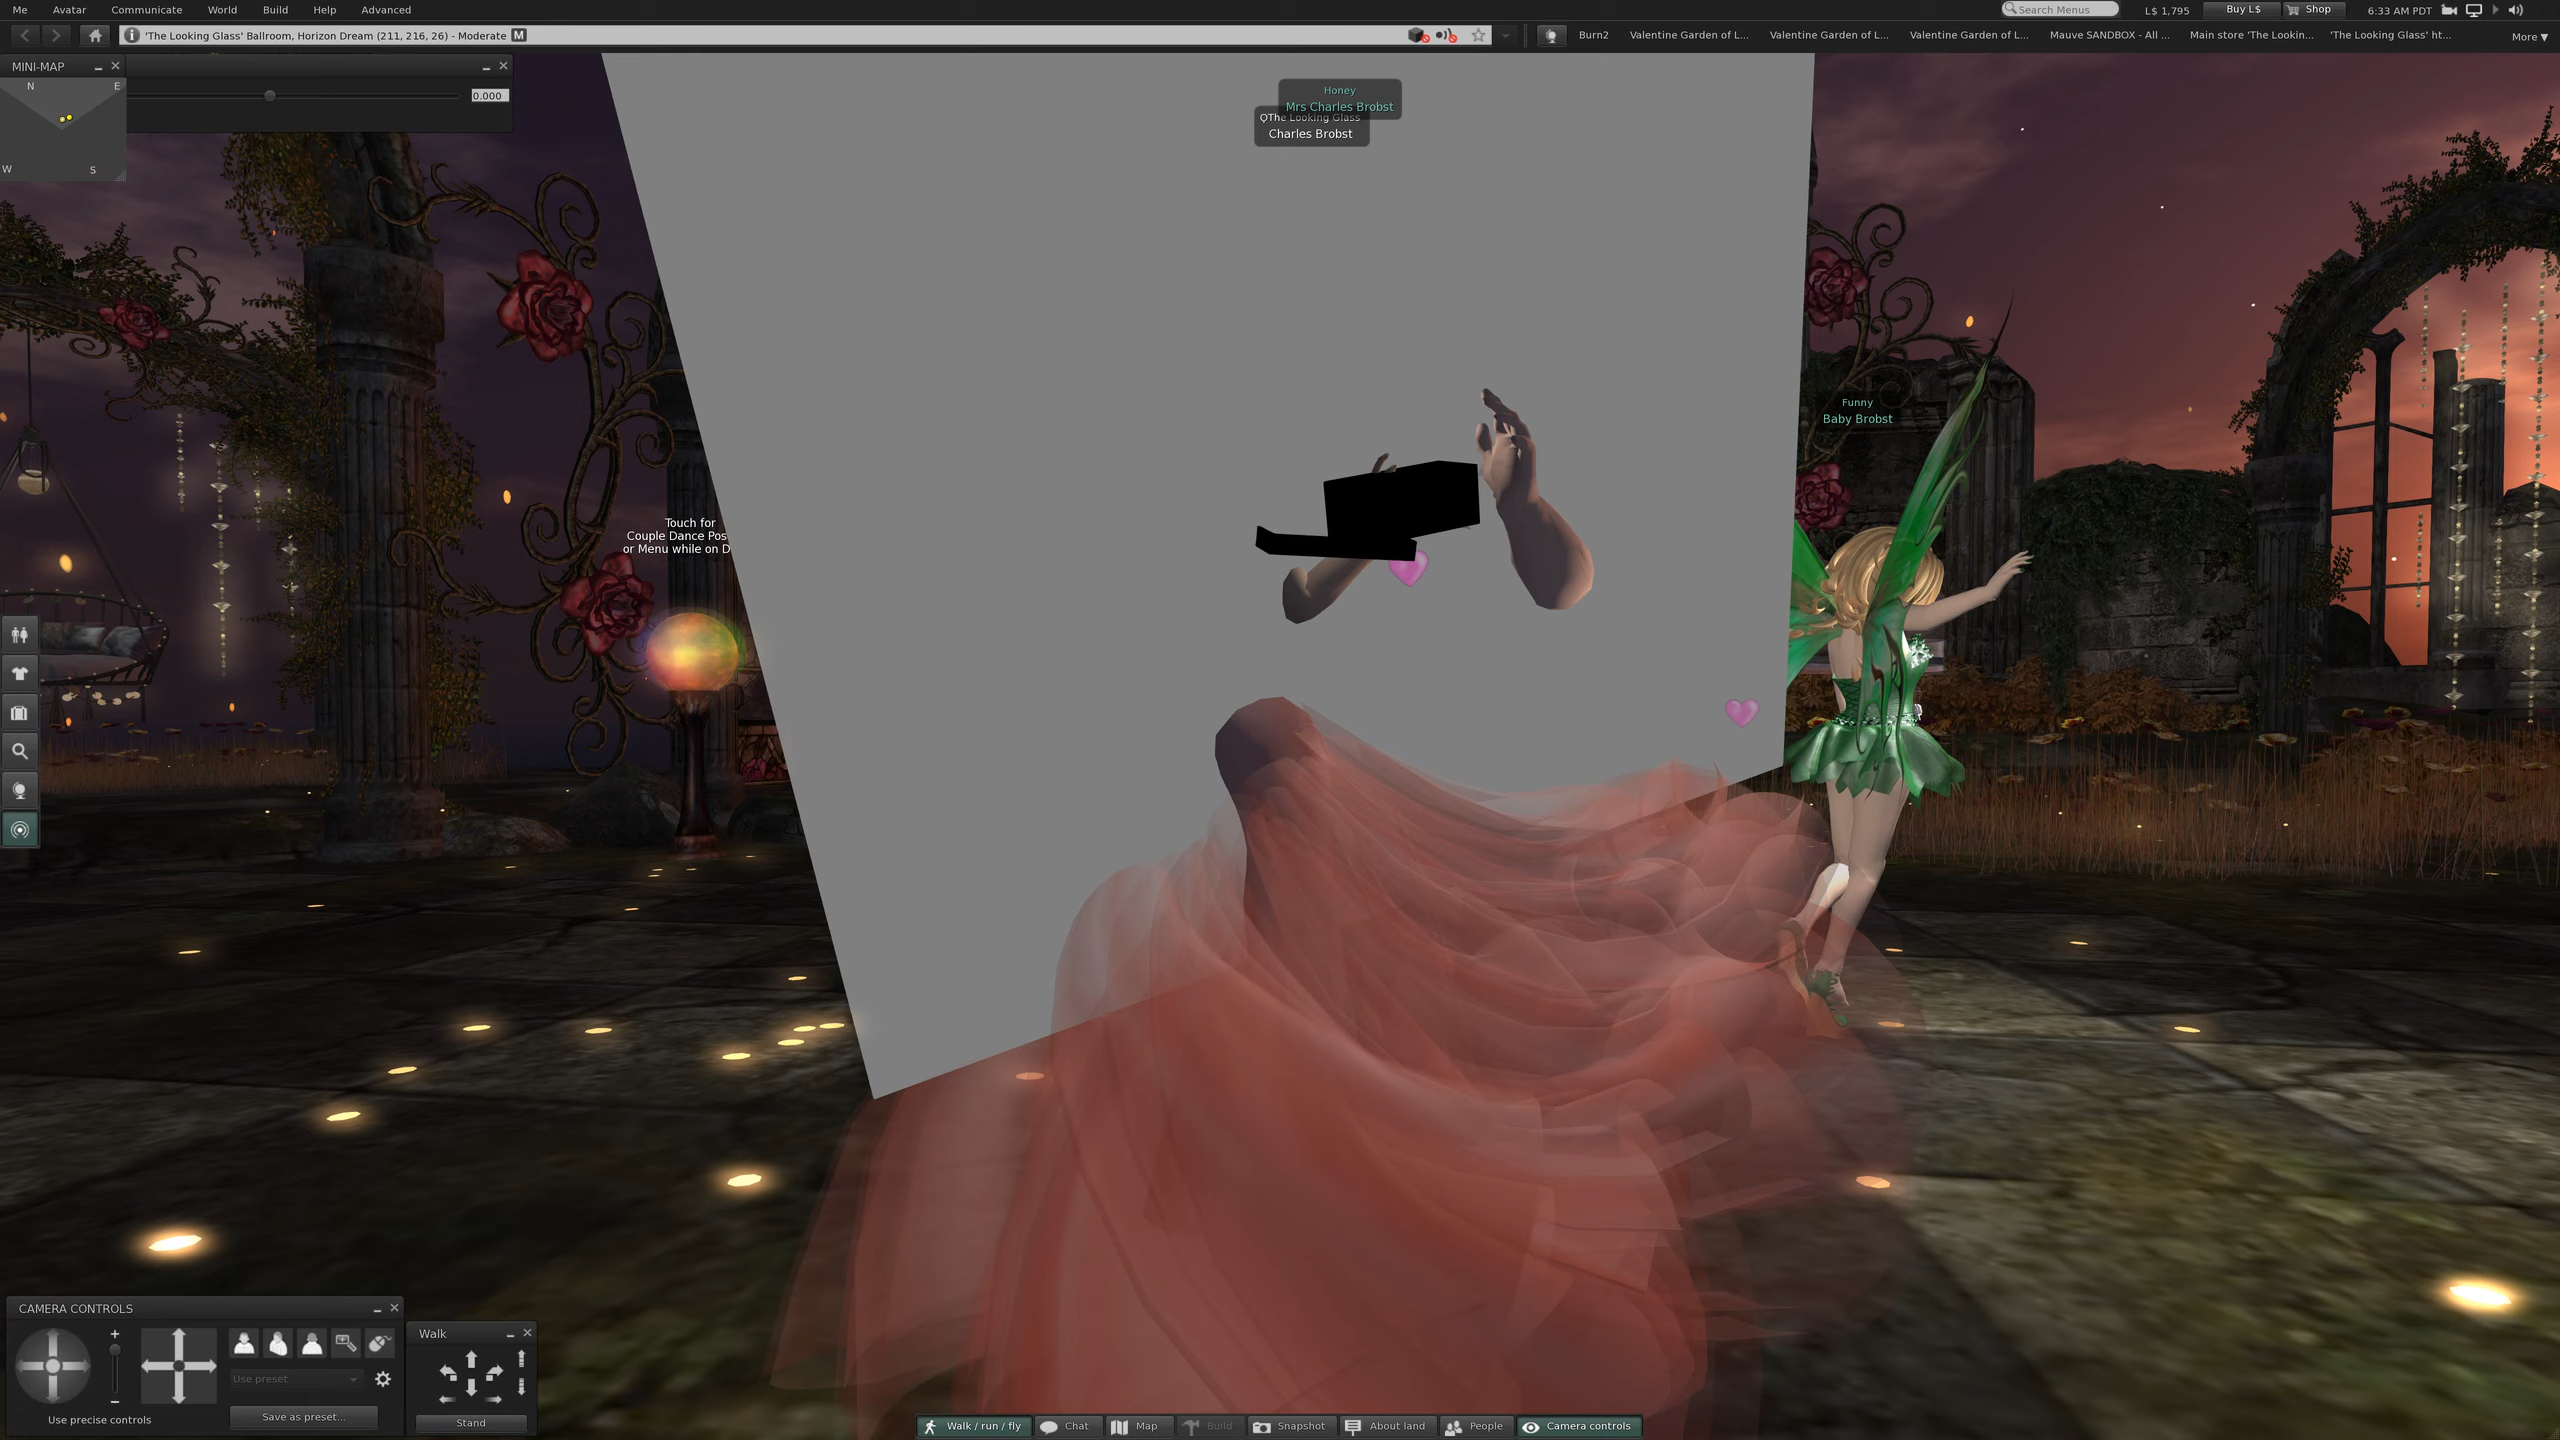 Me Avatar Communicate World Build Help Advanced
Search Menus L$ 1,795 Buy L$ Shop 6:33 AM PDT
'The Looking Glass' Ballroom, Horizon Dream (211, 216, 26) - Moderate M
Burn2 Valentine Garden of L... Valentine Garden of L... Valentine Garden of L... Mauve SANDBOX - All ... Main store 'The Lookin... 'The Looking Glass' ht... More ▼
MINI-MAP
N E
W S
0.000
Honey
Mrs Charles Brobst
The Looking Glass
Charles Brobst
Funny
Baby Brobst
Touch for
Couple Dance Pos
or Menu while on D
CAMERA CONTROLS
Use preset
Use precise controls
Save as preset...
Walk
Stand
Walk / run / fly Chat Map Build Snapshot About land People Camera controls